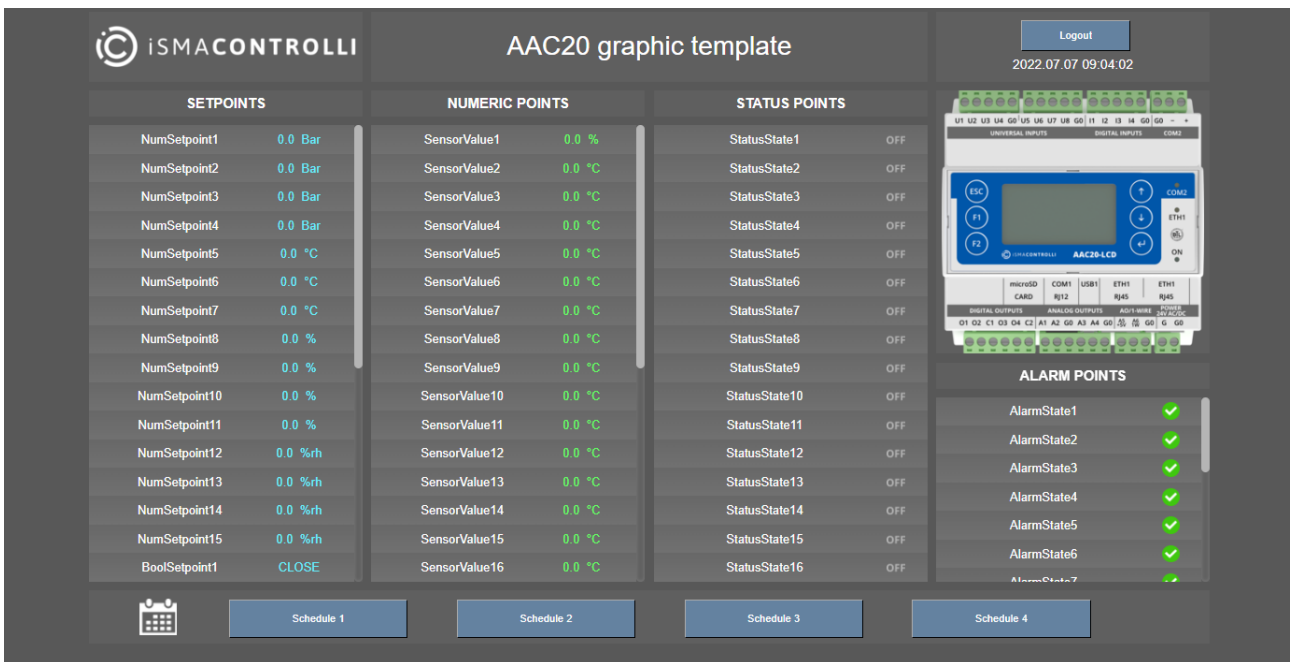 iSMACONTROLLI
AAC20 graphic template
Logout
2022.07.07 09:04:02
SETPOINTS
NumSetpoint1 0.0 Bar
NumSetpoint2 0.0 Bar
NumSetpoint3 0.0 Bar
NumSetpoint4 0.0 Bar
NumSetpoint5 0.0 °C
NumSetpoint6 0.0 °C
NumSetpoint7 0.0 °C
NumSetpoint8 0.0 %
NumSetpoint9 0.0 %
NumSetpoint10 0.0 %
NumSetpoint11 0.0 %
NumSetpoint12 0.0 %rh
NumSetpoint13 0.0 %rh
NumSetpoint14 0.0 %rh
NumSetpoint15 0.0 %rh
BoolSetpoint1 CLOSE
NUMERIC POINTS
SensorValue1 0.0 %
SensorValue2 0.0 °C
SensorValue3 0.0 °C
SensorValue4 0.0 °C
SensorValue5 0.0 °C
SensorValue6 0.0 °C
SensorValue7 0.0 °C
SensorValue8 0.0 °C
SensorValue9 0.0 °C
SensorValue10 0.0 °C
SensorValue11 0.0 °C
SensorValue12 0.0 °C
SensorValue13 0.0 °C
SensorValue14 0.0 °C
SensorValue15 0.0 °C
SensorValue16 0.0 °C
STATUS POINTS
StatusState1 OFF
StatusState2 OFF
StatusState3 OFF
StatusState4 OFF
StatusState5 OFF
StatusState6 OFF
StatusState7 OFF
StatusState8 OFF
StatusState9 OFF
StatusState10 OFF
StatusState11 OFF
StatusState12 OFF
StatusState13 OFF
StatusState14 OFF
StatusState15 OFF
StatusState16 OFF
U1 U2 U3 U4 G0 U5 U6 U7 U8 G0 I1 I2 I3 I4 G0 G0 - +
UNIVERSAL INPUTS DIGITAL INPUTS COM2
ESC COM2
F1 ETH1
F2 ON
iSMACONTROLLI AAC20-LCD
microSD COM1 USB1 ETH1 ETH1
CARD RJ12 RJ45 RJ45
DIGITAL OUTPUTS ANALOG OUTPUTS AO/1-WIRE POWER
24V AC/DC
O1 O2 C1 O3 O4 C2 A1 A2 G0 A3 A4 G0 G0 G G0
ALARM POINTS
AlarmState1
AlarmState2
AlarmState3
AlarmState4
AlarmState5
AlarmState6
AlarmState7
Schedule 1
Schedule 2
Schedule 3
Schedule 4